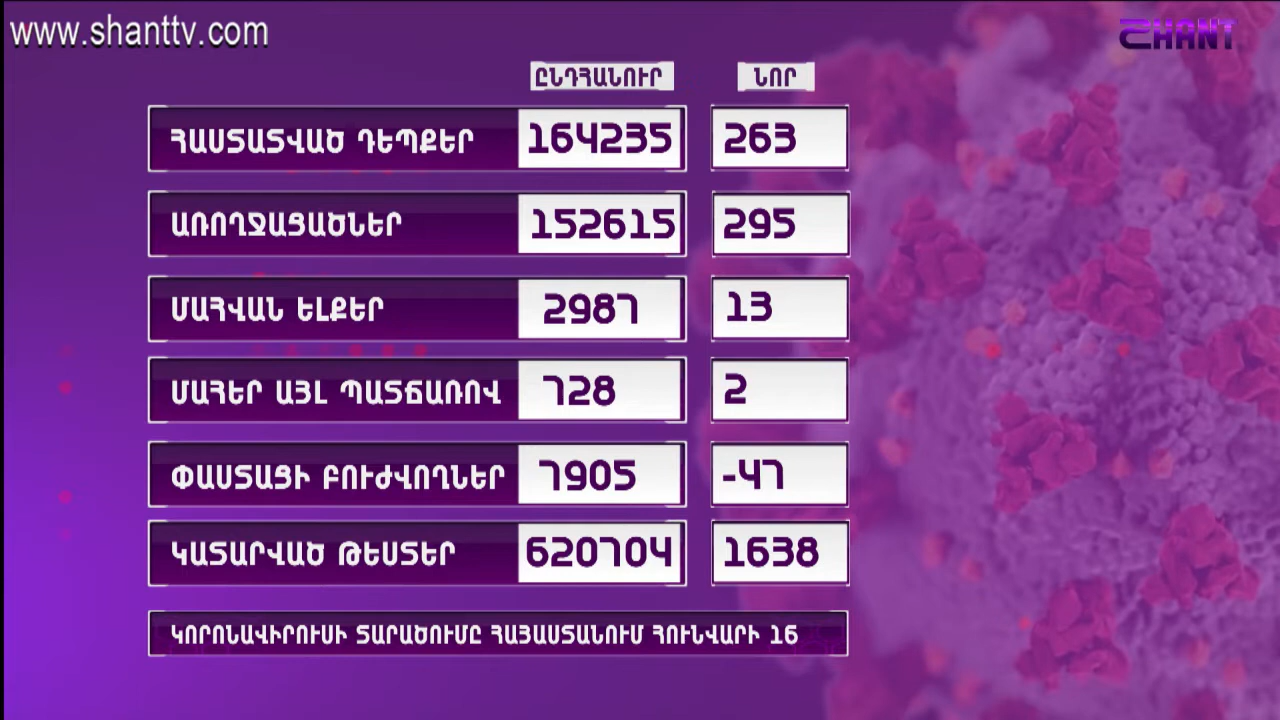 www.shanttv.com
SHANT
ԸՆԴՀԱՆՈՒՐ ՆՈՐ
ՀԱՍՏԱՏՎԱԾ ԴԵՊՔԵՐ 164235 263
ԱՌՈՂՋԱՑԱԾՆԵՐ 152615 295
ՄԱՀՎԱՆ ԵԼՔԵՐ 2987 13
ՄԱՀԵՐ ԱՅԼ ՊԱՏՃԱՌՈՎ 728 2
ՓԱՍՏԱՑԻ ԲՈՒԺՎՈՂՆԵՐ 7905 -47
ԿԱՏԱՐՎԱԾ ԹԵՍՏԵՐ 620704 1638
ԿՈՐՈՆԱՎԻՐՈՒՍԻ ՏԱՐԱԾՈՒՄԸ ՀԱՅԱՍՏԱՆՈՒՄ ՀՈՒՆՎԱՐԻ 16